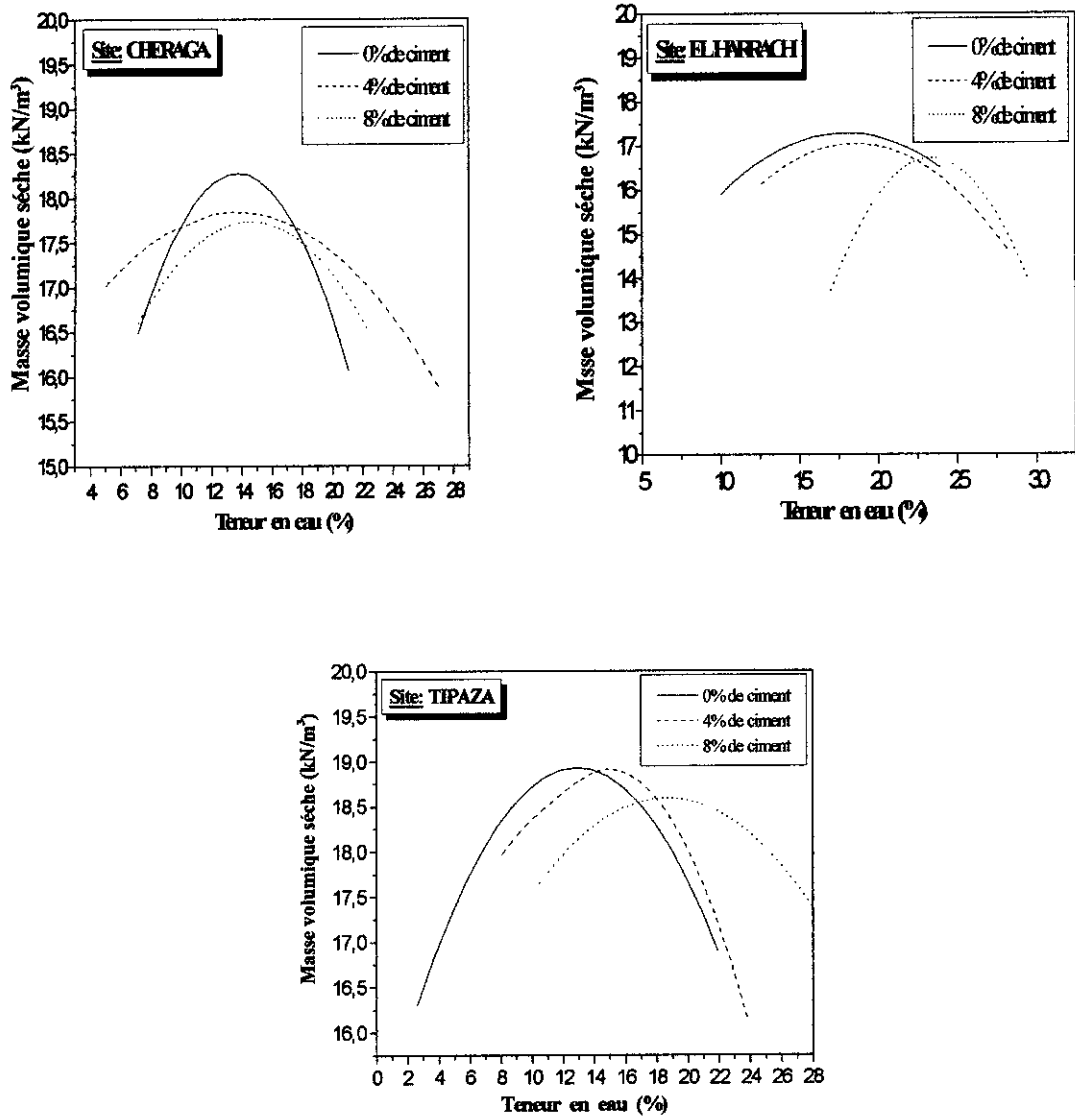 Site: CHERAGA
0% de ciment
4% de ciment
8% de ciment
Masse volumique séche (kN/m³)
20,0
19,5
19,0
18,5
18,0
17,5
17,0
16,5
16,0
15,5
15,0
4 6 8 10 12 14 16 18 20 22 24 26 28
Teneur en eau (%)
Site: EL HARRACH
0% de ciment
4% de ciment
8% de ciment
Msse volumique séche (kN/m³)
20
19
18
17
16
15
14
13
12
11
10
5 10 15 20 25 30
Teneur en eau (%)
Site: TIPAZA
0% de ciment
4% de ciment
8% de ciment
Masse volumique séche (kN/m³)
20,0
19,5
19,0
18,5
18,0
17,5
17,0
16,5
16,0
0 2 4 6 8 10 12 14 16 18 20 22 24 26 28
Teneur en eau (%)